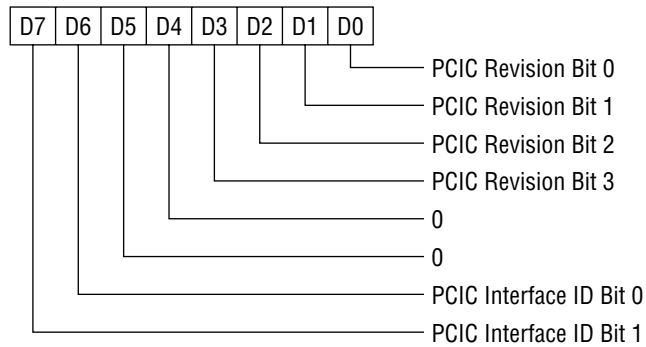 D7 D6 D5 D4 D3 D2 D1 D0
PCIC Revision Bit 0
PCIC Revision Bit 1
PCIC Revision Bit 2
PCIC Revision Bit 3
0
0
PCIC Interface ID Bit 0
PCIC Interface ID Bit 1